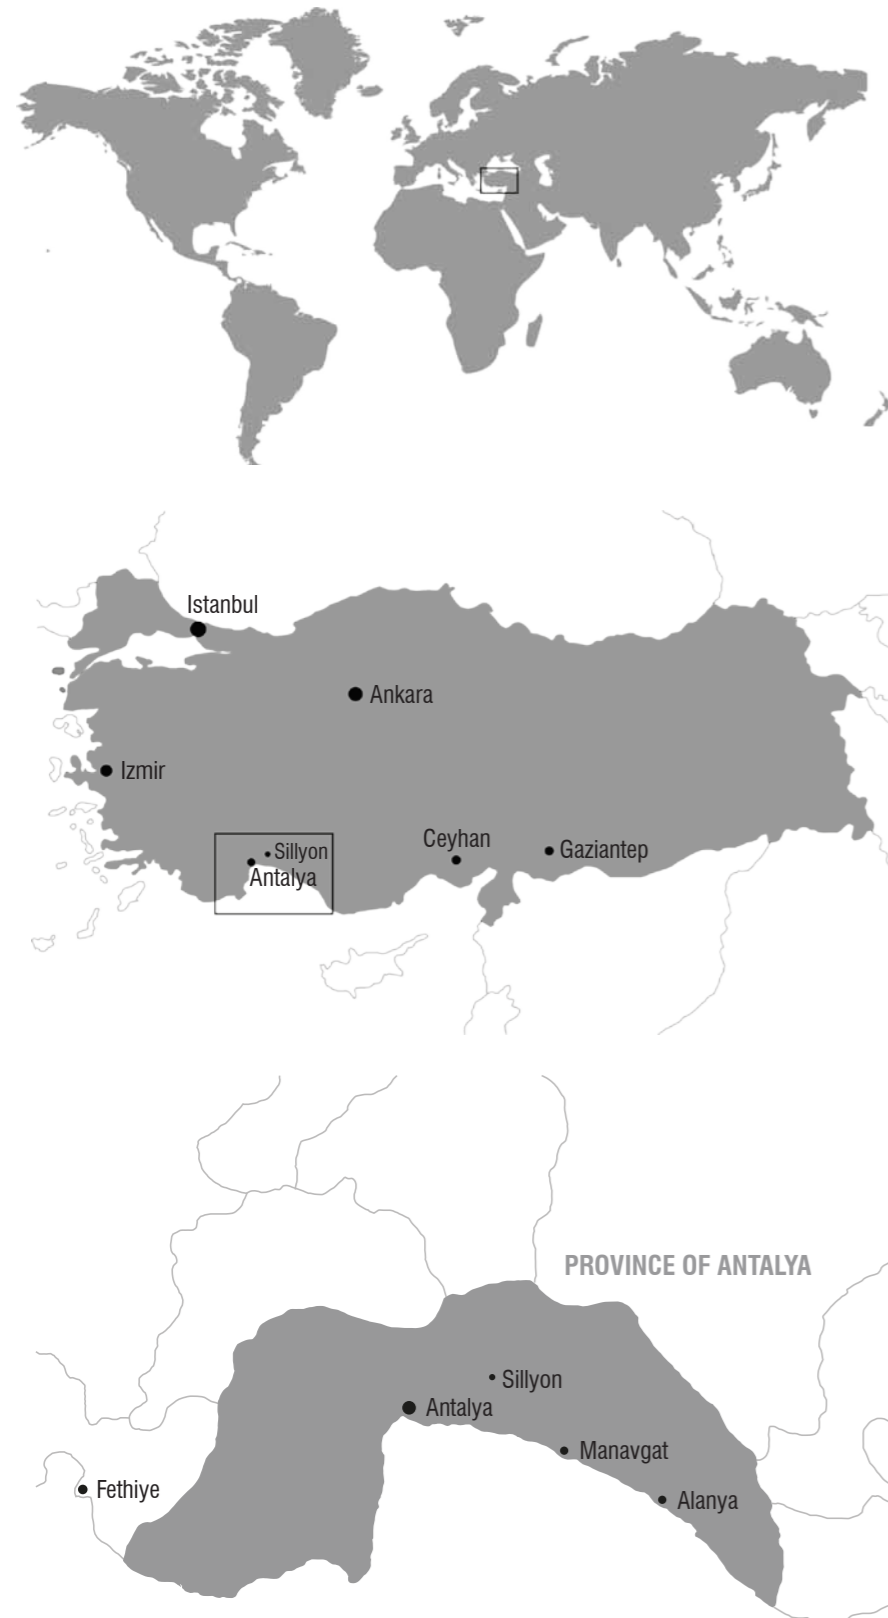 Istanbul
Ankara
Izmir
Ceyhan
Gaziantep
Sillyon
Antalya
PROVINCE OF ANTALYA
Sillyon
Antalya
Manavgat
Fethiye
Alanya